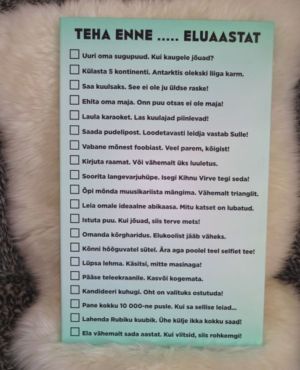 TEHA ENNE ..... ELUAASTAT
Uuri oma sugupuud. Kui kaugele jõuad?
Külasta 5 kontinenti. Antarktis olekski liiga karm.
Saa kuulsaks. See ei ole ju üldse raske!
Ehita oma maja. Onn puu otsas ei ole maja!
Laula karaoket. Las kuulajad piinlevad!
Saada pudelipost. Loodetavasti leidja vastab Sulle!
Vabane mõnest foobiast. Veel parem, kõigist!
Kirjuta raamat. Või vähemalt üks luuletus.
Soorita langevarjuhüpe. Isegi Kihnu Virve tegi seda!
Õpi mõnda muusikariista mängima. Vähemalt trianglit.
Leia omale ideaalne abikaasa. Mitu katset on lubatud.
Istuta puu. Kui jõuad, siis terve mets!
Omanda kõrgharidus. Elukoolist jääb väheks.
Kõnni hõõguvatel sütel. Ära aga poolel teel selfiet tee!
Lüpsa lehma. Käsitsi, mitte masinaga!
Pääse teleekraanile. Kasvõi kogemata.
Kandideeri kuhugi. Oht on valituks ostutuda!
Pane kokku 10 000-ne pusle. Kui sa sellise leiad...
Lahenda Rubiku kuubik. Ühe külje ikka kokku saad!
Ela vähemalt sada aastat. Kui viitsid, siis rohkemgi!